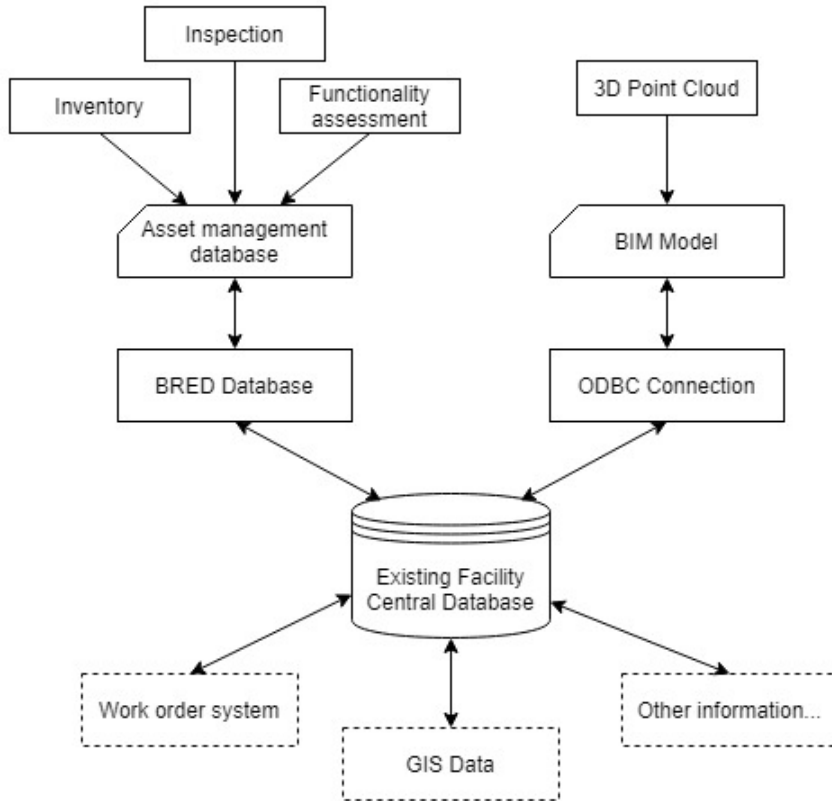 Inspection
Inventory
Functionality
assessment
3D Point Cloud
Asset management
database
BIM Model
BRED Database
ODBC Connection
Existing Facility
Central Database
Work order system
GIS Data
Other information...